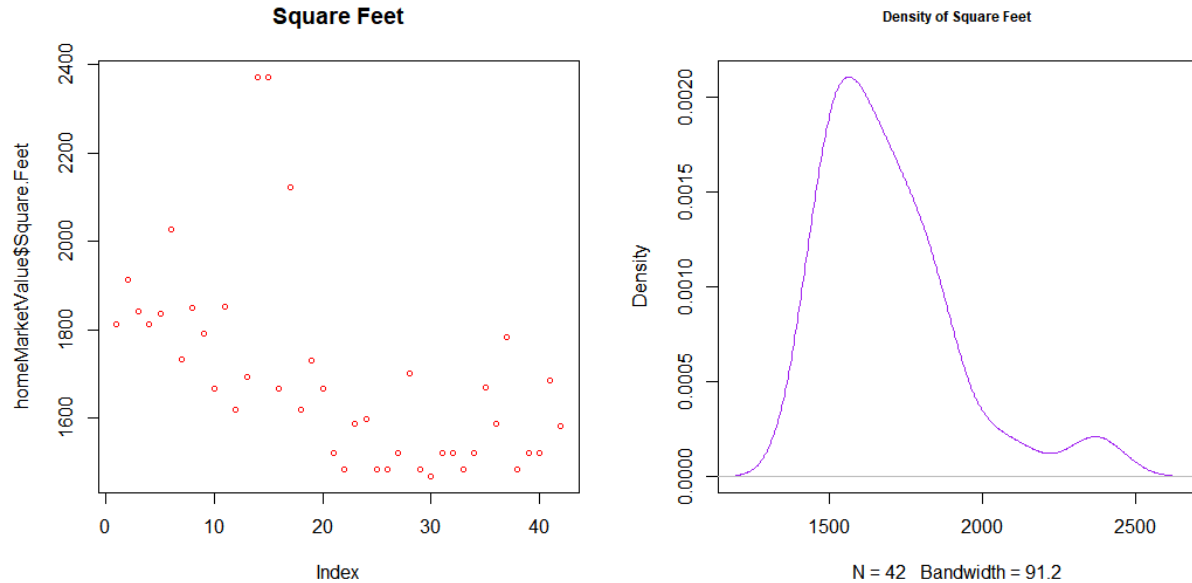 Square Feet
homeMarketValue$Square.Feet
2400
2200
2000
1800
1600
0 10 20 30 40
Index
Density of Square Feet
Density
0.0020
0.0015
0.0010
0.0005
0.0000
1500 2000 2500
N = 42 Bandwidth = 91.2